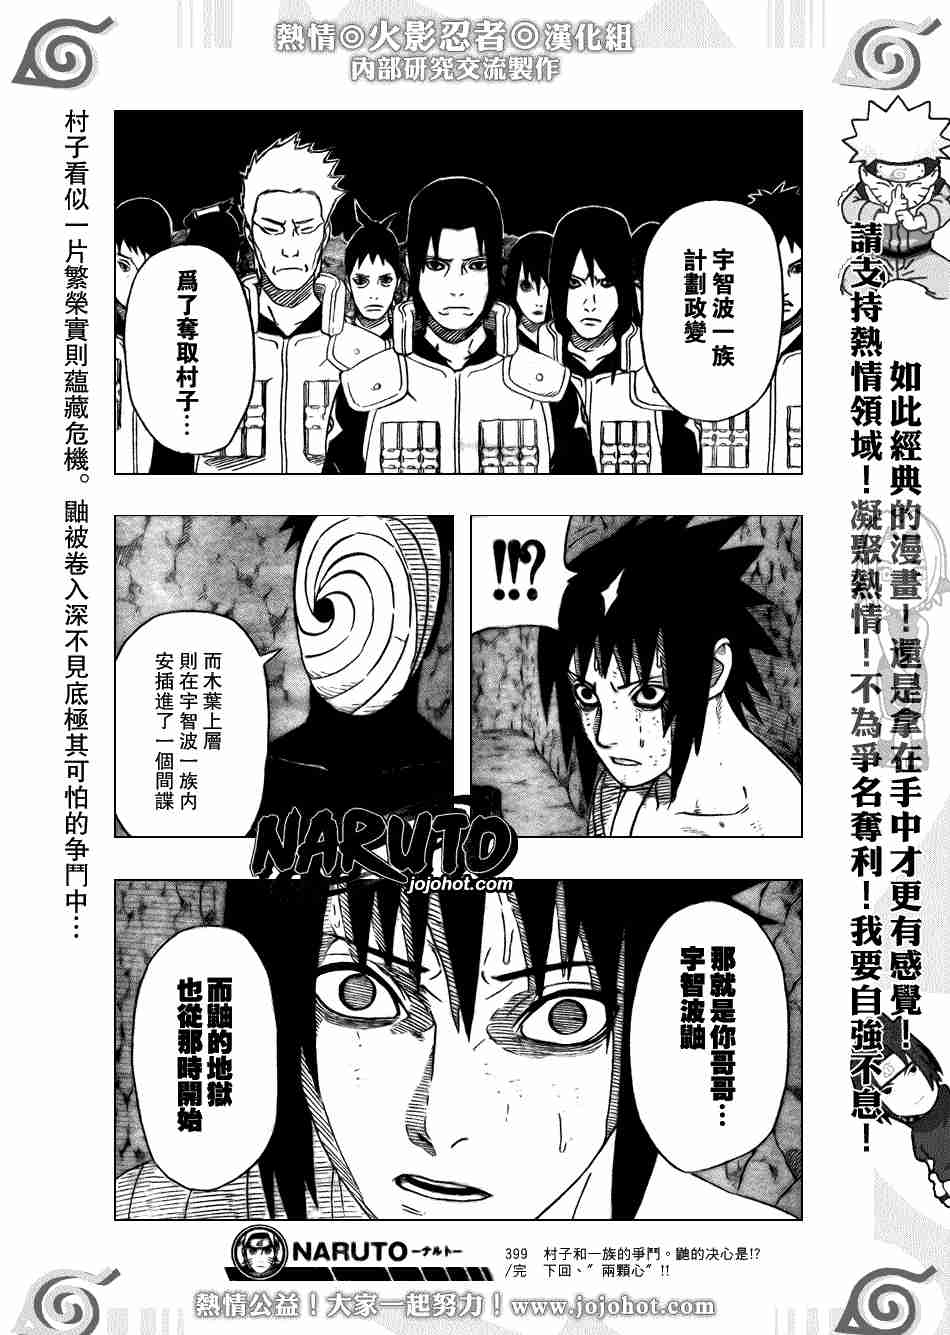 熱情◎火影忍者◎漢化組
內部研究交流製作
如此經典的漫畫！還是拿在手中才更有感覺！
請支持熱情領域！凝聚熱情！不為爭名奪利！我要自強不息！
宇智波一族
計劃政變
爲了奪取村子…
!!?
而木葉上層
則在宇智波一族内
安插進了一個間諜
NARUTO
jojohot.com
那就是你哥哥…
宇智波鼬
而鼬的地獄
也從那時開始
村子看似一片繁榮實則蘊藏危機。鼬被卷入深不見底極其可怕的争鬥中…
NARUTO —ナルト—
399 村子和一族的爭鬥。鼬的决心是!?
/完 下回、〝兩顆心〞!!
熱情公益！大家一起努力！www.jojohot.com